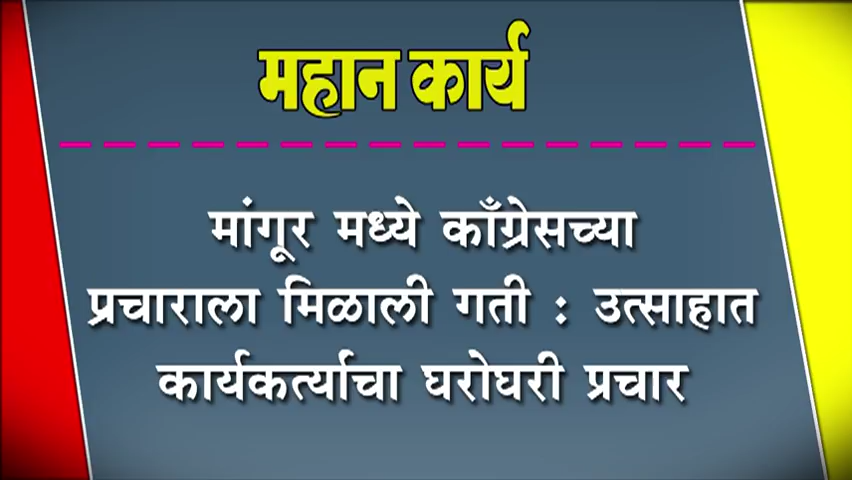 महान कार्य
मांगूर मध्ये काँग्रेसच्या
प्रचाराला मिळाली गती : उत्साहात
कार्यकर्त्याचा घरोघरी प्रचार